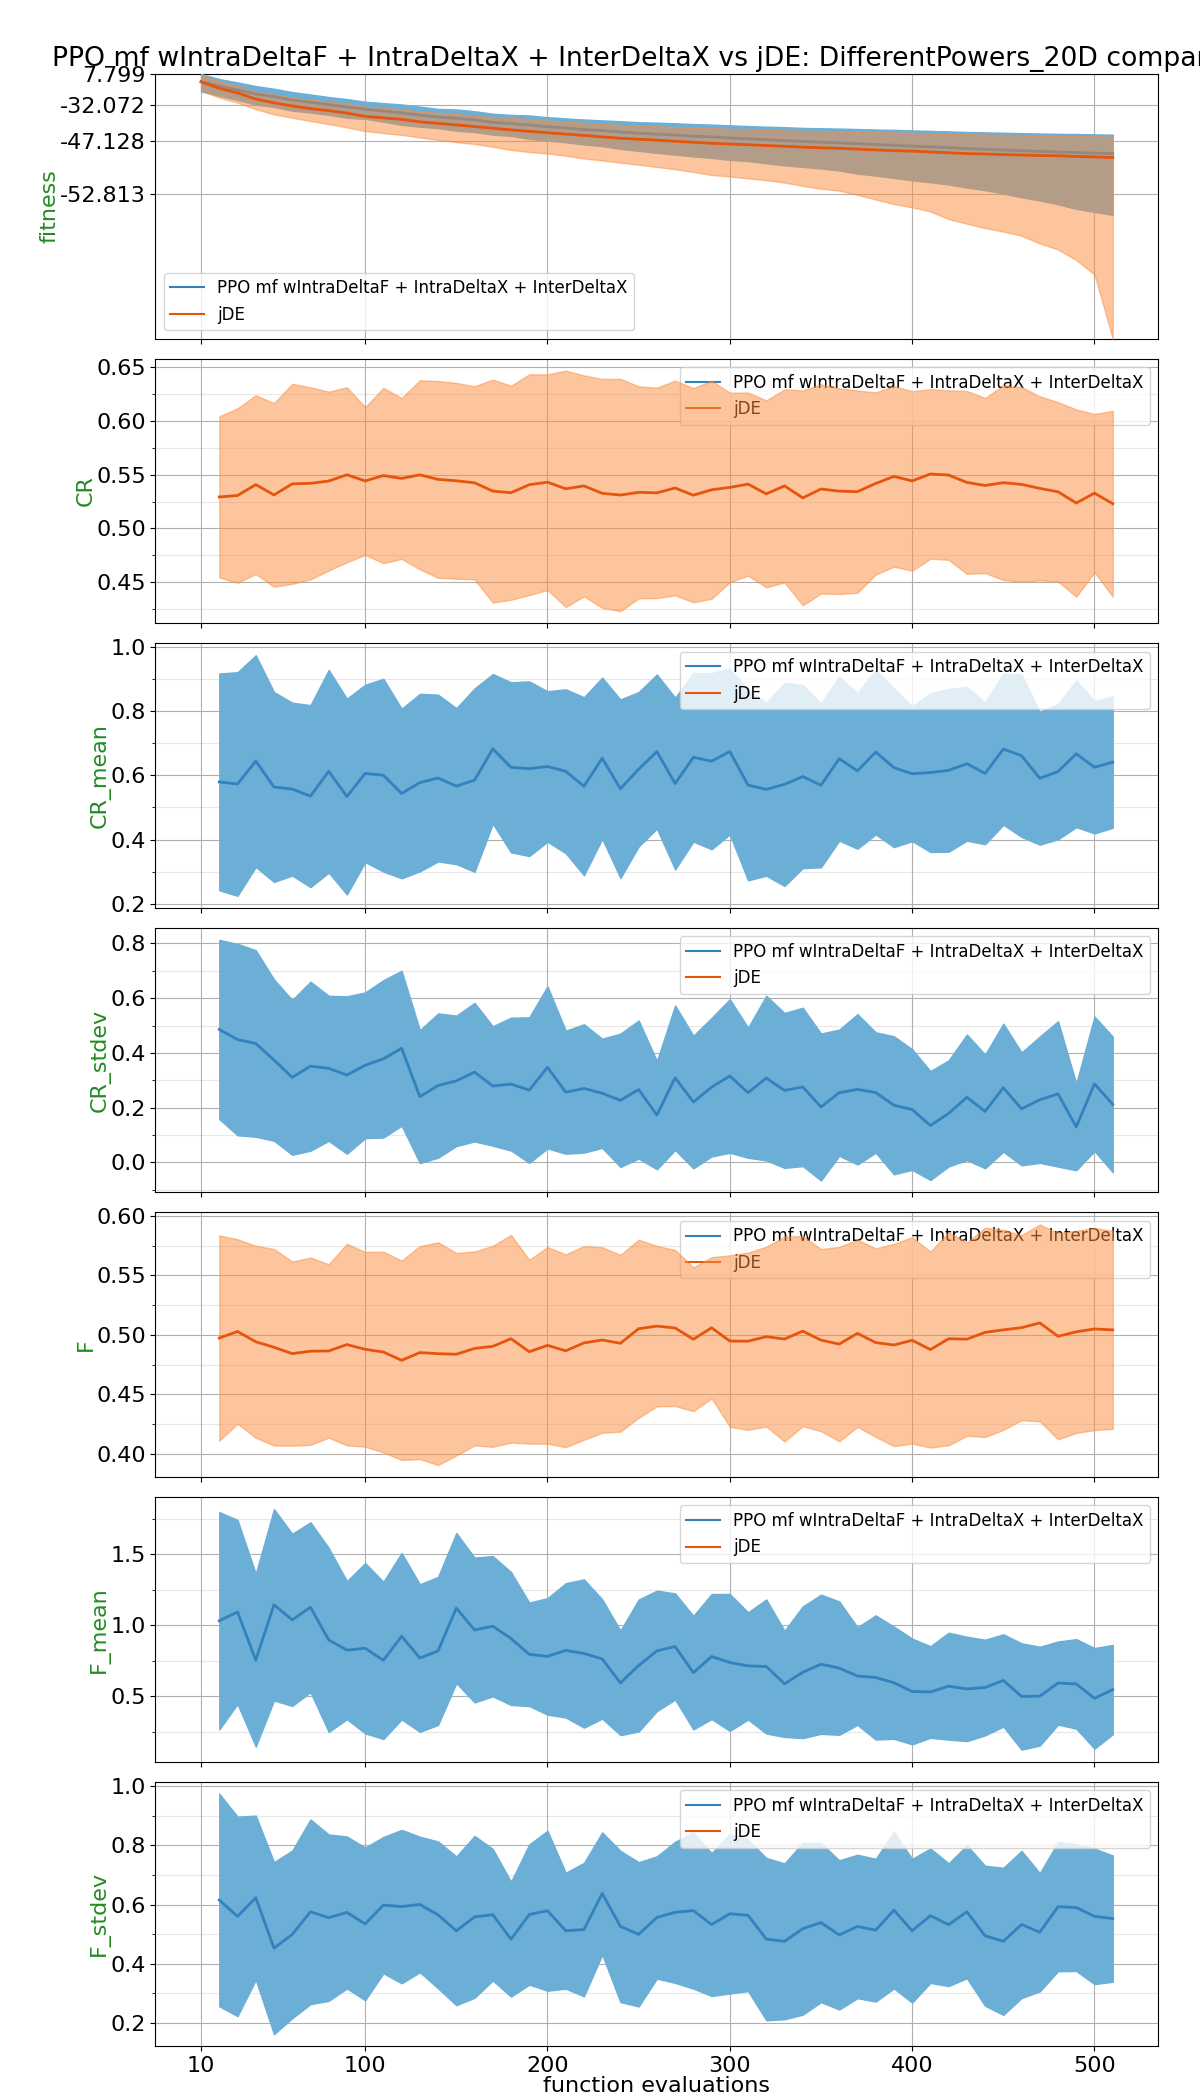 PPO mf wIntraDeltaF + IntraDeltaX + InterDeltaX vs jDE: DifferentPowers_20D compar
7.799
-32.072
-47.128
-52.813
fitness
PPO mf wIntraDeltaF + IntraDeltaX + InterDeltaX
jDE
0.65
0.60
0.55
0.50
0.45
CR
PPO mf wIntraDeltaF + IntraDeltaX + InterDeltaX
jDE
1.0
0.8
0.6
0.4
0.2
CR_mean
PPO mf wIntraDeltaF + IntraDeltaX + InterDeltaX
jDE
0.8
0.6
0.4
0.2
0.0
CR_stdev
PPO mf wIntraDeltaF + IntraDeltaX + InterDeltaX
jDE
0.60
0.55
0.50
0.45
0.40
F
PPO mf wIntraDeltaF + IntraDeltaX + InterDeltaX
jDE
1.5
1.0
0.5
F_mean
PPO mf wIntraDeltaF + IntraDeltaX + InterDeltaX
jDE
1.0
0.8
0.6
0.4
0.2
F_stdev
PPO mf wIntraDeltaF + IntraDeltaX + InterDeltaX
jDE
10 100 200 300 400 500
function evaluations